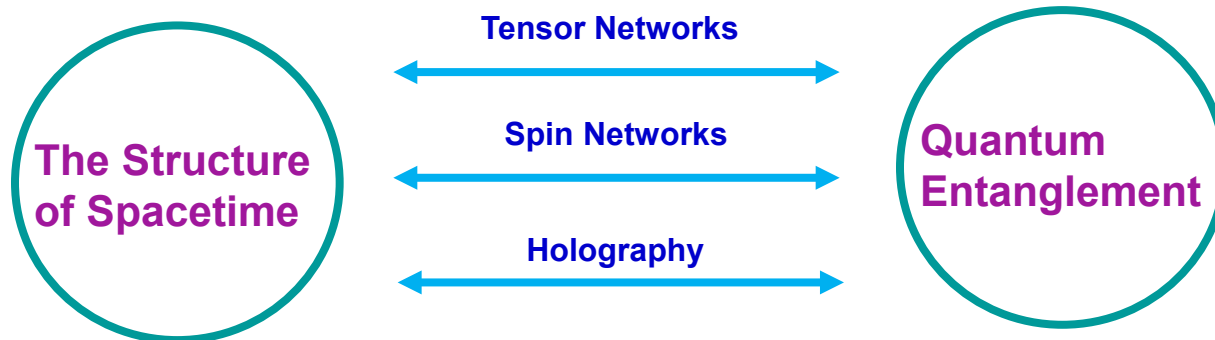 Tensor Networks
Spin Networks
Holography
The Structure
of Spacetime
Quantum
Entanglement